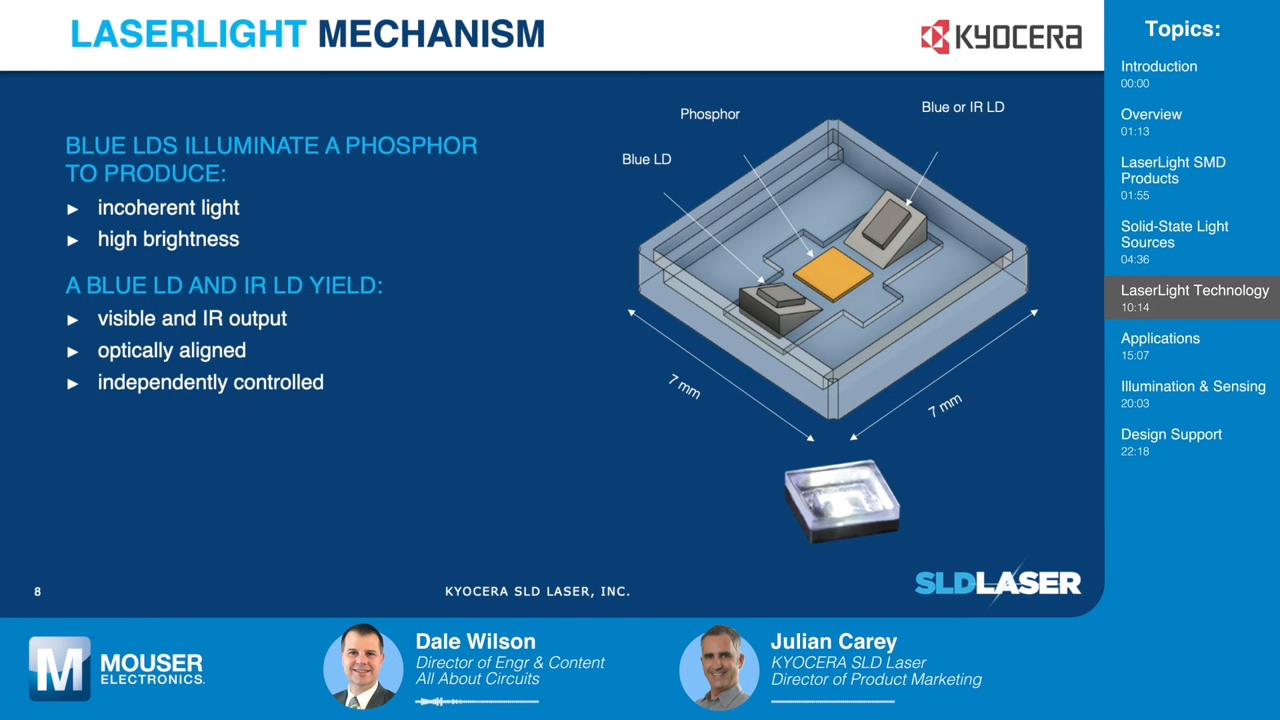 LASERLIGHT MECHANISM
KYOCERA
BLUE LDS ILLUMINATE A PHOSPHOR
TO PRODUCE:
► incoherent light
► high brightness
A BLUE LD AND IR LD YIELD:
► visible and IR output
► optically aligned
► independently controlled
Phosphor
Blue or IR LD
Blue LD
7 mm
7 mm
8
KYOCERA SLD LASER, INC.
SLDLASER
Topics:
Introduction
00:00
Overview
01:13
LaserLight SMD
Products
01:55
Solid-State Light
Sources
04:36
LaserLight Technology
10:14
Applications
15:07
Illumination & Sensing
20:03
Design Support
22:18
M
MOUSER
ELECTRONICS.
Dale Wilson
Director of Engr & Content
All About Circuits
Julian Carey
KYOCERA SLD Laser
Director of Product Marketing